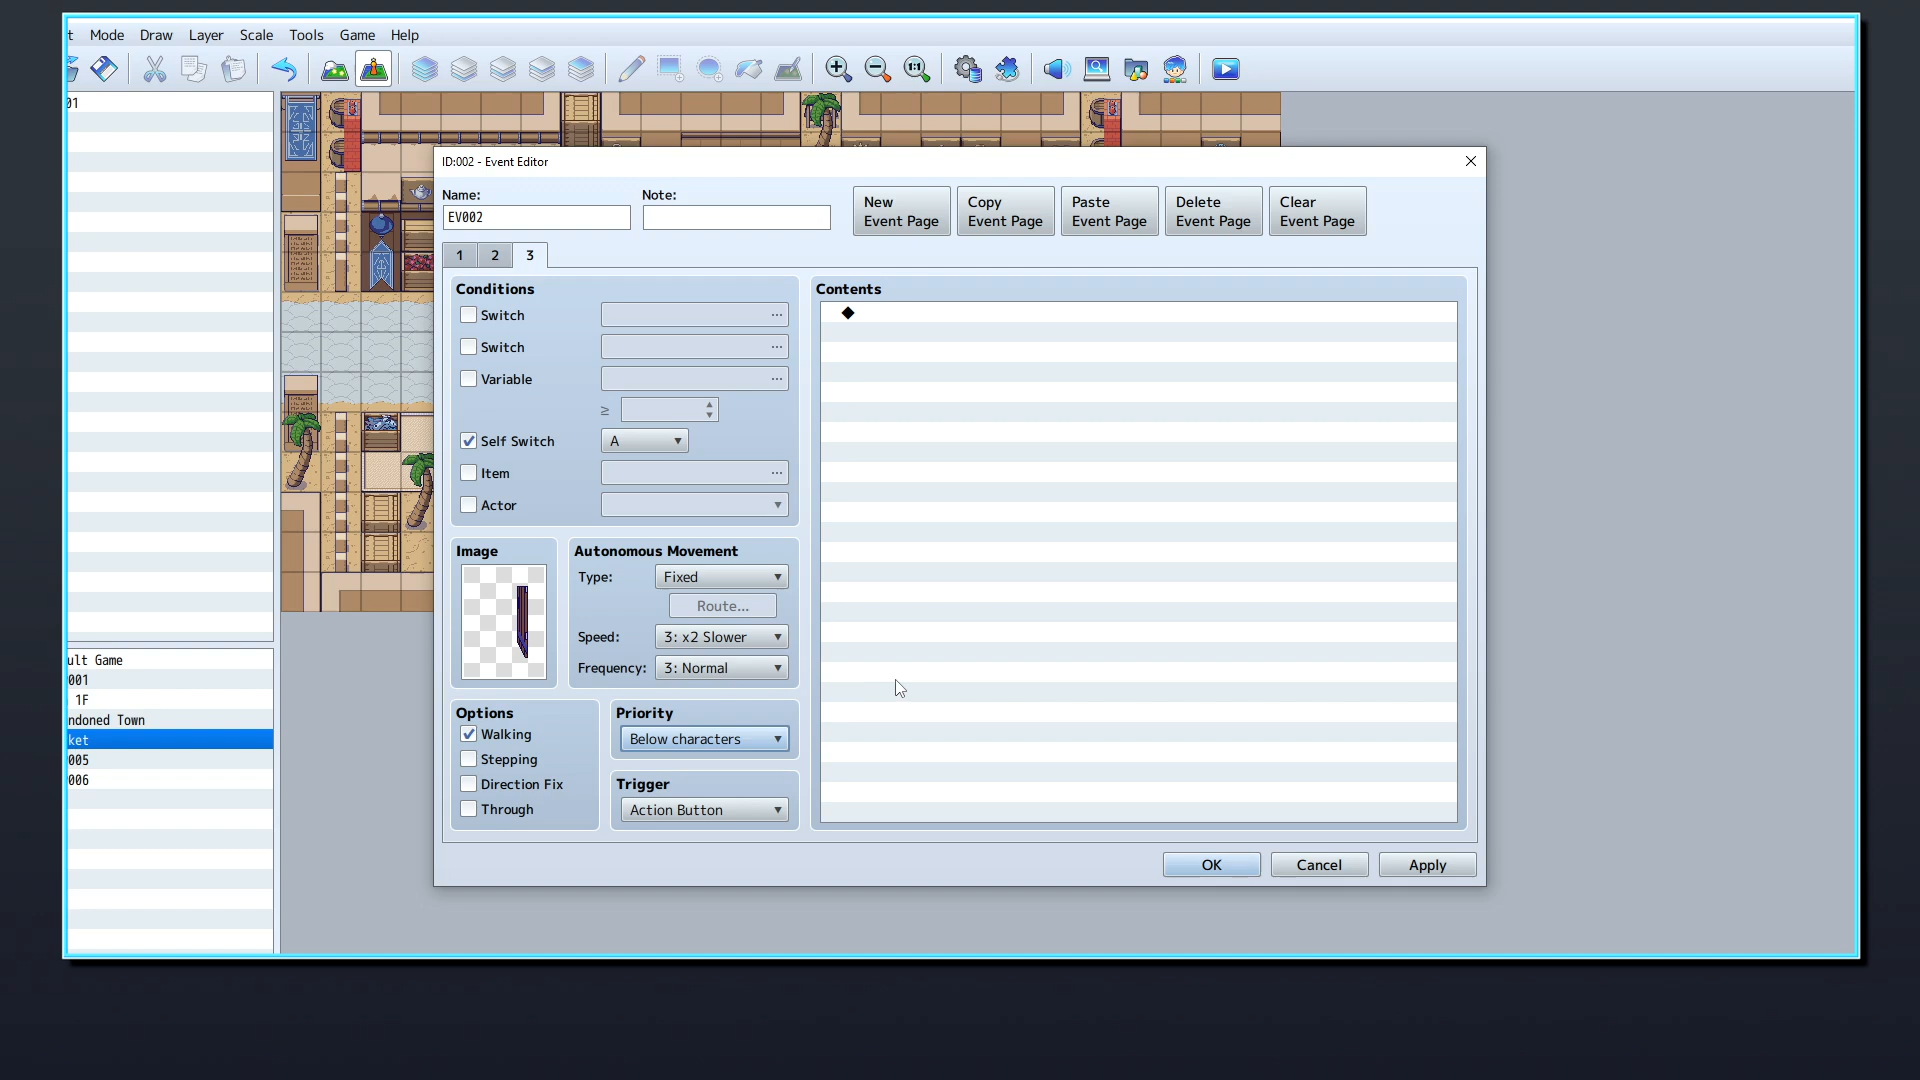 t Mode Draw Layer Scale Tools Game Help
01
ID:002 - Event Editor
Name: Note:
EV002
New Event Page
Copy Event Page
Paste Event Page
Delete Event Page
Clear Event Page
1 2 3
Conditions
Switch ...
Switch ...
Variable ...
≥
Self Switch A
Item ...
Actor
Image
Autonomous Movement
Type: Fixed
Route...
Speed: 3: x2 Slower
Frequency: 3: Normal
Options
Walking
Stepping
Direction Fix
Through
Priority
Below characters
Trigger
Action Button
Contents
◆
OK Cancel Apply
ult Game
001
1F
ndoned Town
ket
005
006